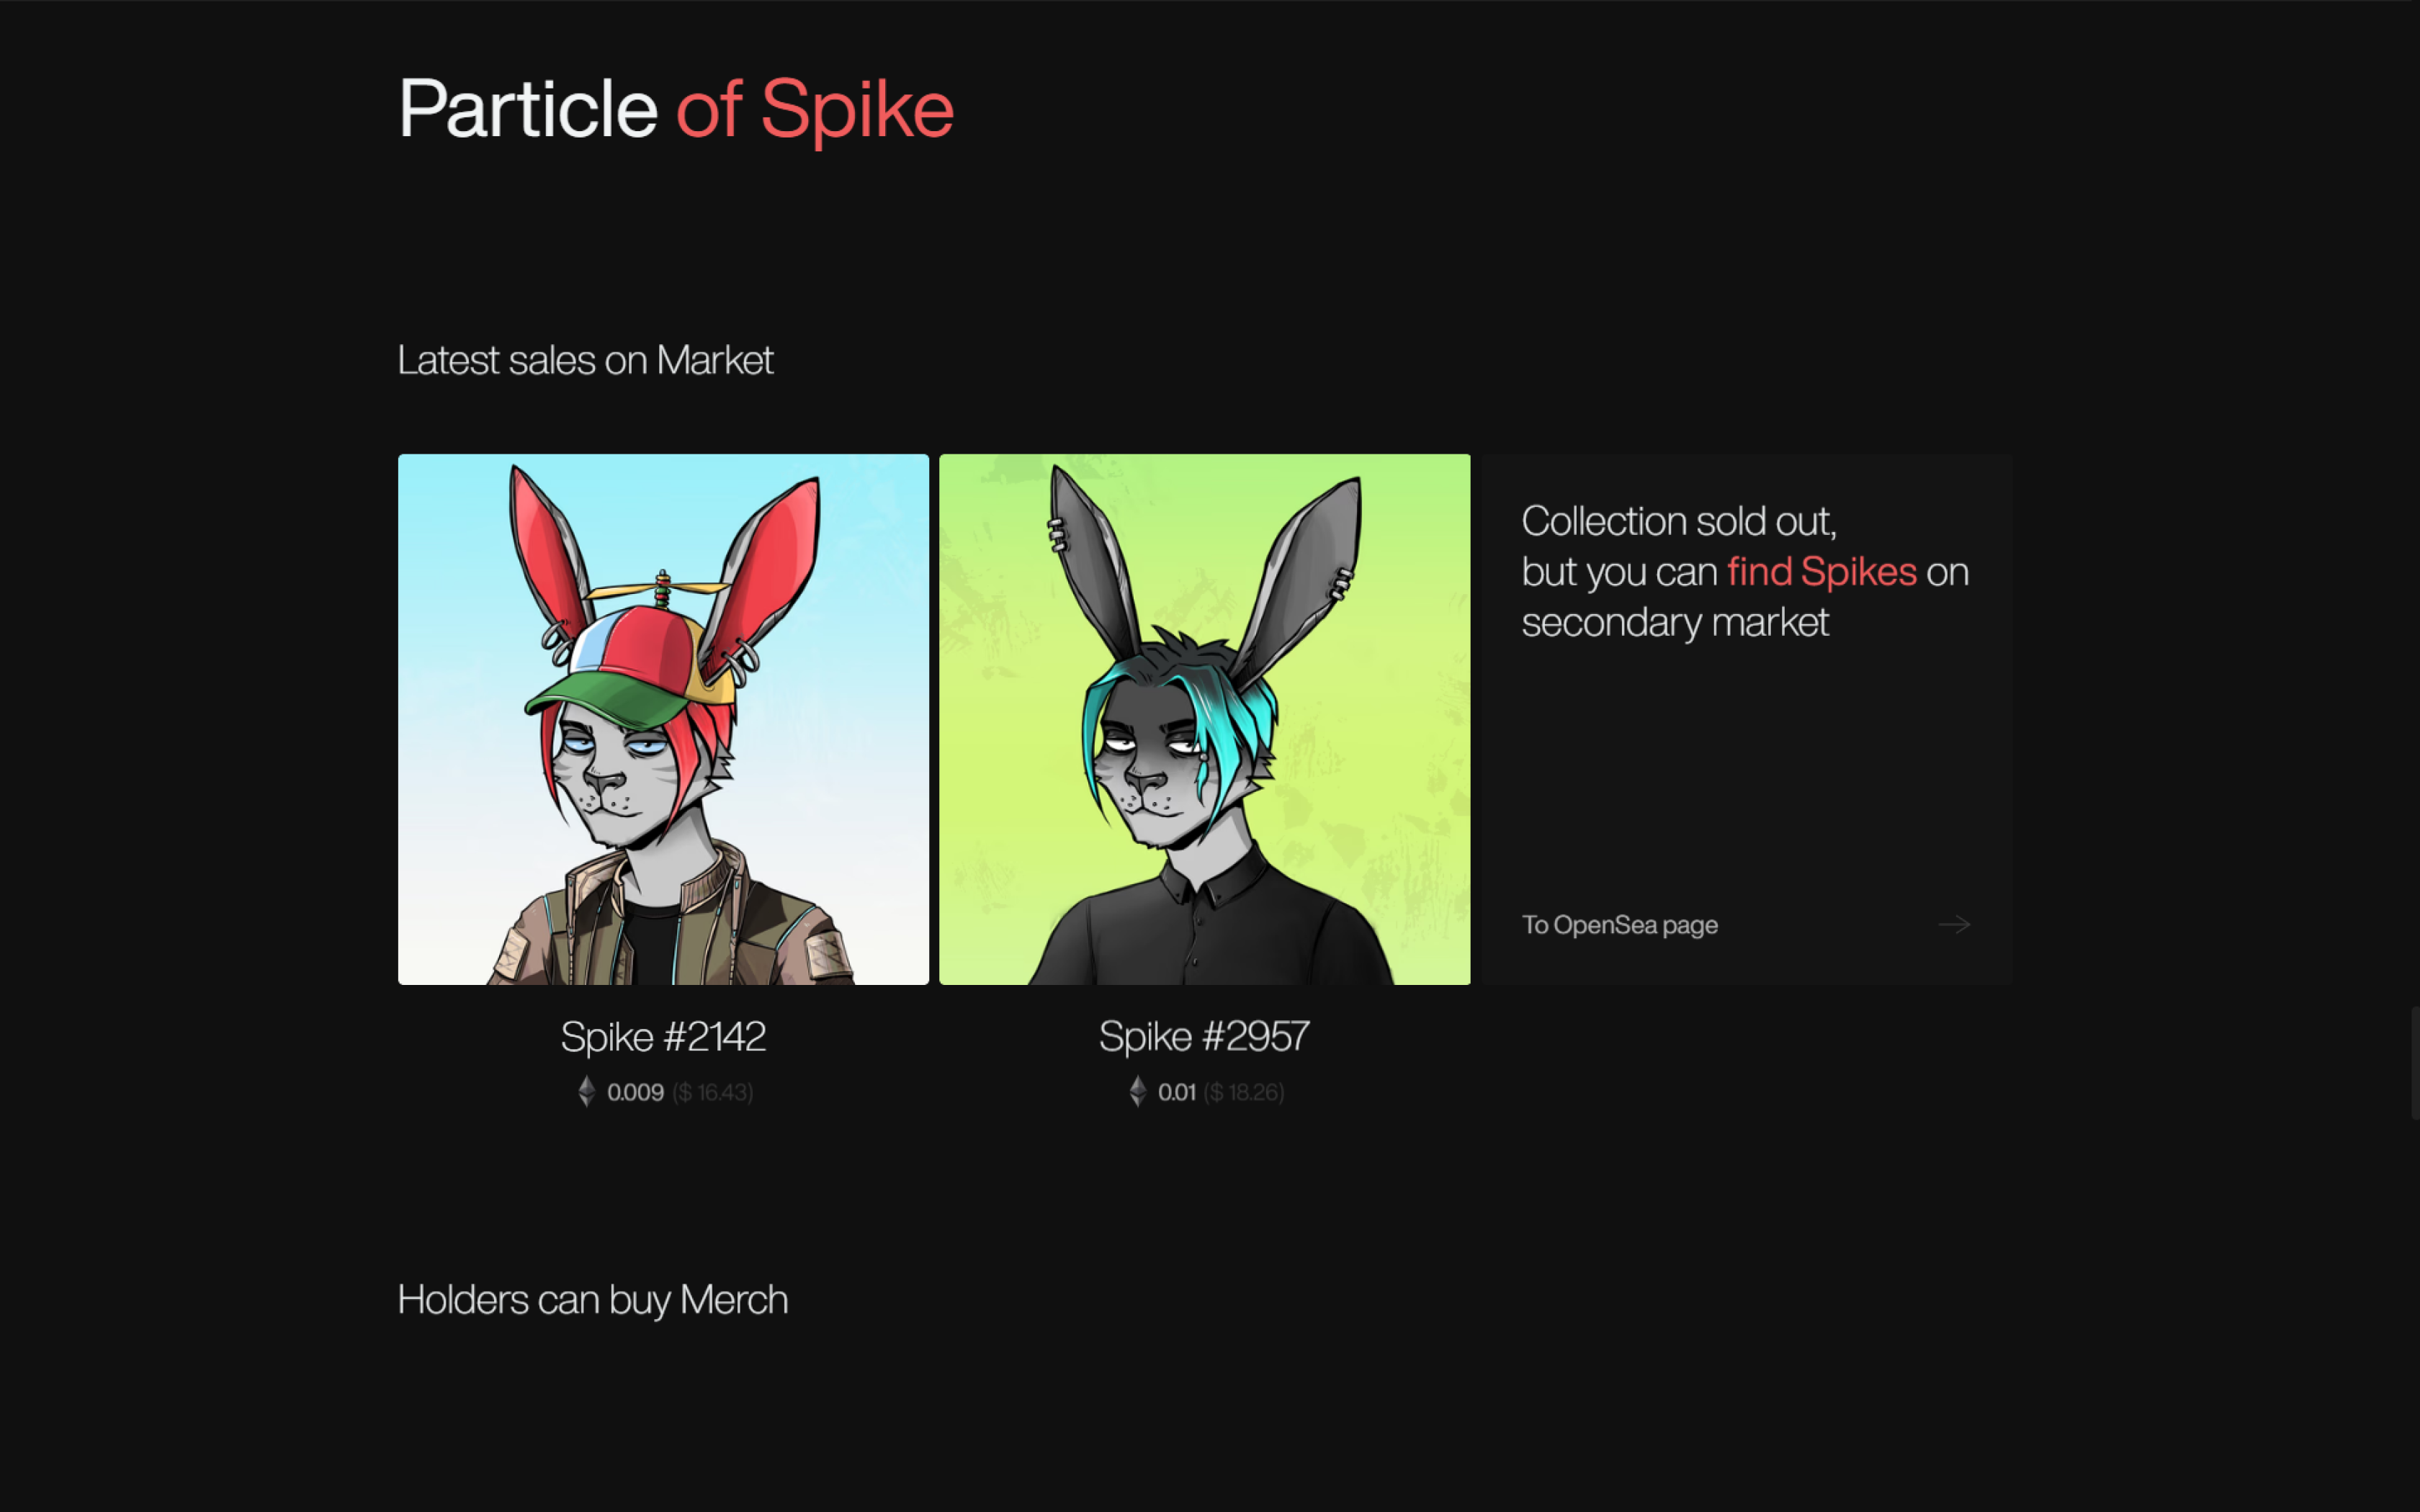 Particle of Spike
Latest sales on Market
Collection sold out,
but you can find Spikes on
secondary market
To OpenSea page
Spike #2142
0.009 ($ 16.43)
Spike #2957
0.01 ($ 18.26)
Holders can buy Merch